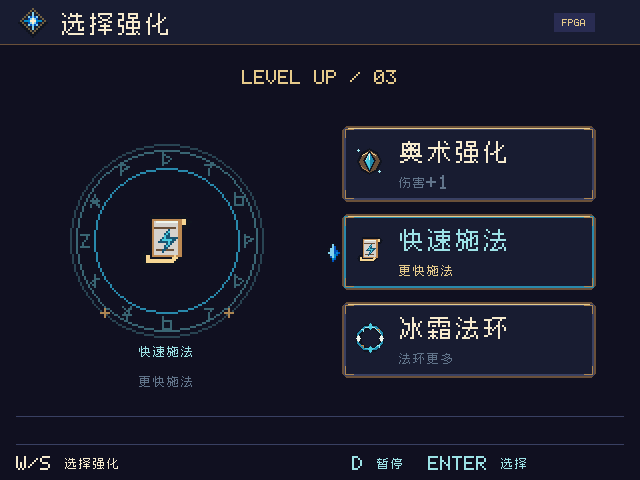 选择强化
FPGA
LEVEL UP / 03
奥术强化
伤害+1
快速施法
更快施法
冰霜法环
法环更多
快速施法
更快施法
W/S 选择强化 D 暂停 ENTER 选择